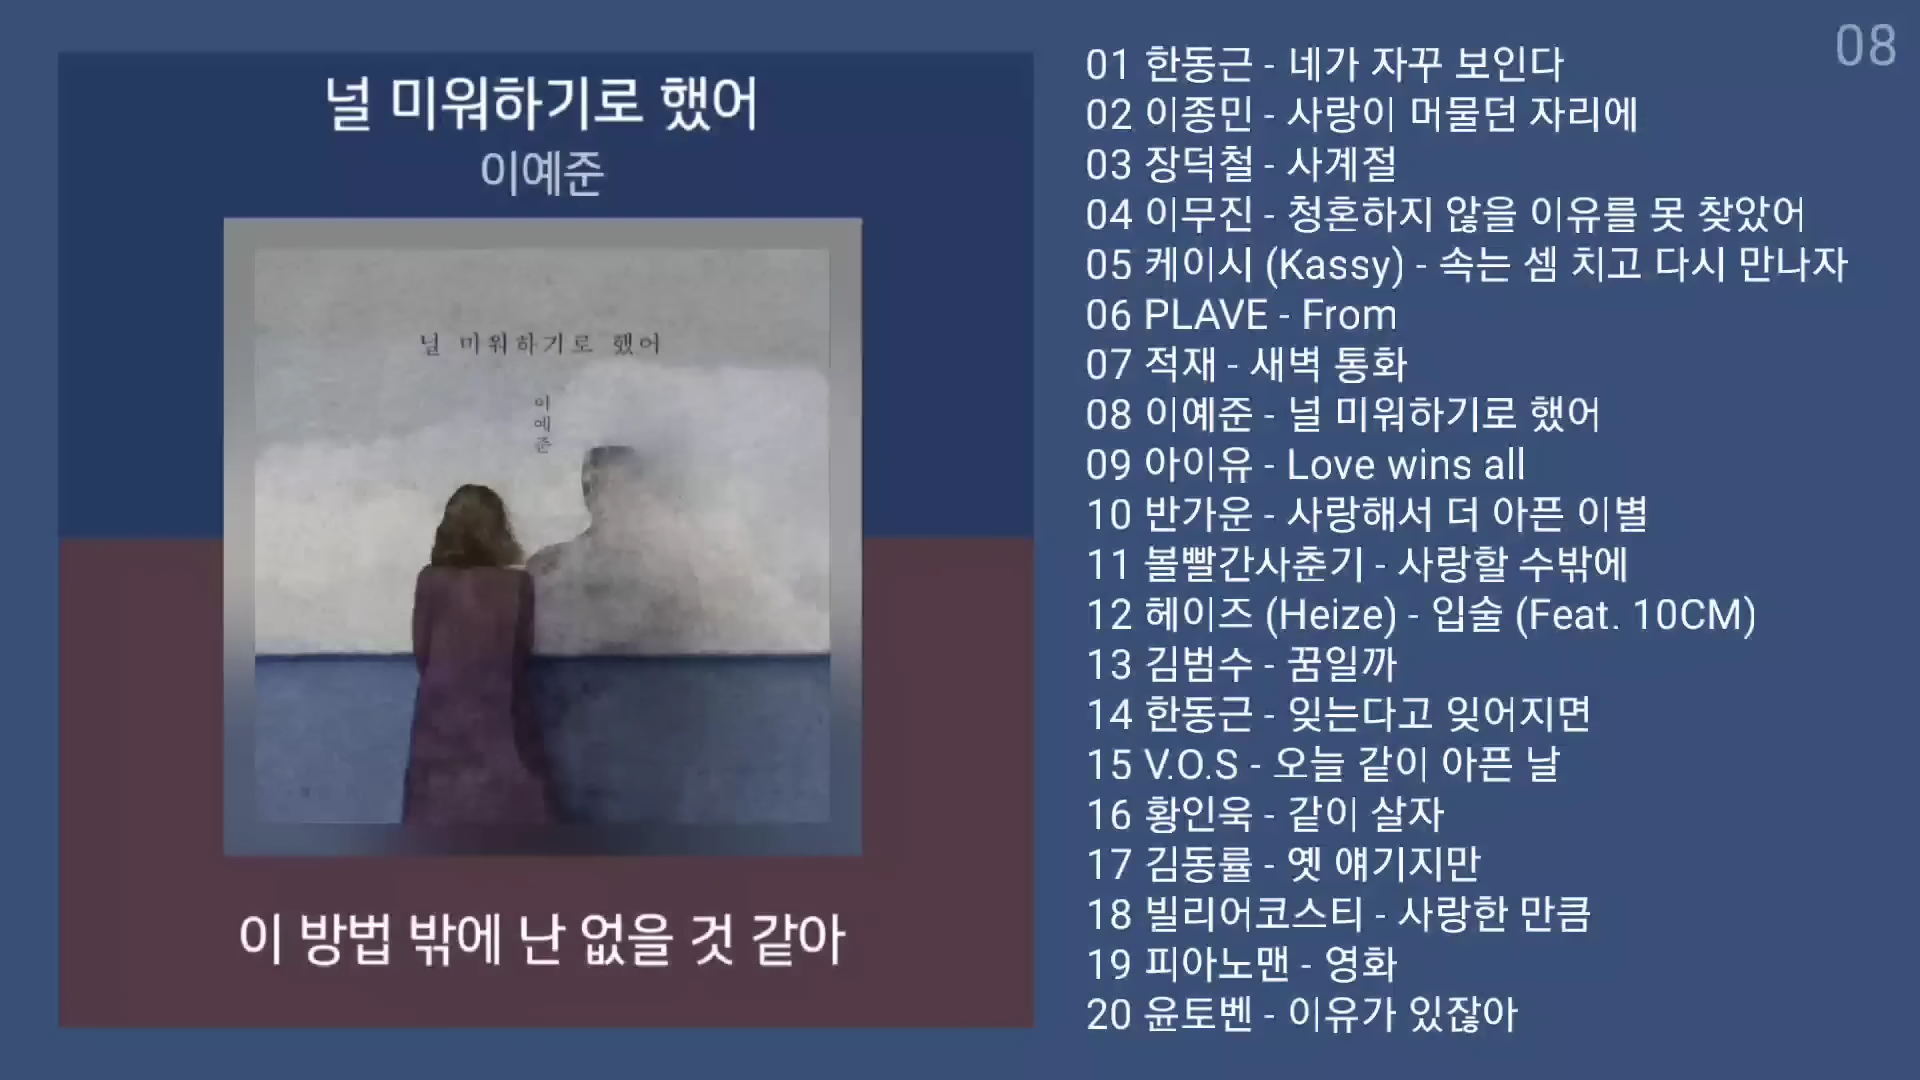 널 미워하기로 했어
이예준
널 미워하기로 했어
이예준
이 방법 밖에 난 없을 것 같아
08
01 한동근 - 네가 자꾸 보인다
02 이종민 - 사랑이 머물던 자리에
03 장덕철 - 사계절
04 이무진 - 청혼하지 않을 이유를 못 찾았어
05 케이시 (Kassy) - 속는 셈 치고 다시 만나자
06 PLAVE - From
07 적재 - 새벽 통화
08 이예준 - 널 미워하기로 했어
09 아이유 - Love wins all
10 반가운 - 사랑해서 더 아픈 이별
11 볼빨간사춘기 - 사랑할 수밖에
12 헤이즈 (Heize) - 입술 (Feat. 10CM)
13 김범수 - 꿈일까
14 한동근 - 잊는다고 잊어지면
15 V.O.S - 오늘 같이 아픈 날
16 황인욱 - 같이 살자
17 김동률 - 옛 얘기지만
18 빌리어코스티 - 사랑한 만큼
19 피아노맨 - 영화
20 윤토벤 - 이유가 있잖아